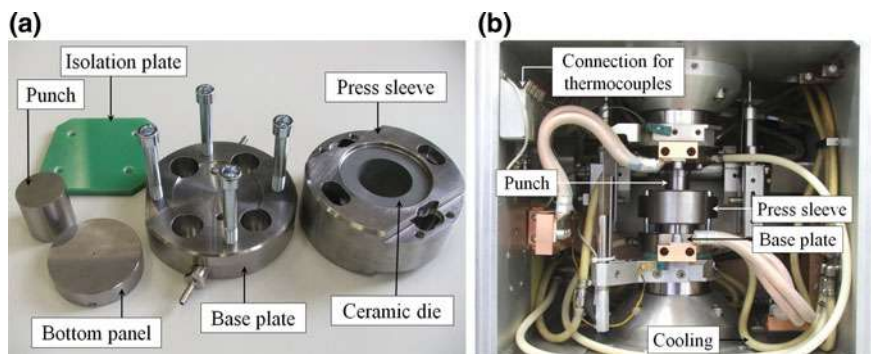 (a)
Isolation plate
Punch
Press sleeve
Bottom panel
Base plate
Ceramic die
(b)
Connection for
thermocouples
Punch
Press sleeve
Base plate
Cooling